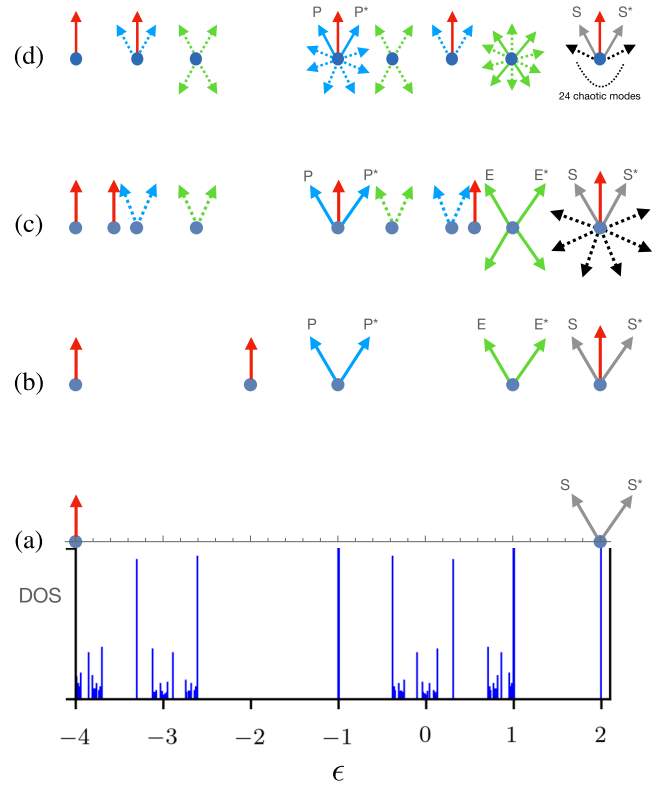 P P* S S*
(d)
24 chaotic modes
P P* E E* S S*
(c)
P P* E E* S S*
(b)
S S*
(a)
DOS
−4 −3 −2 −1 0 1 2
ϵ